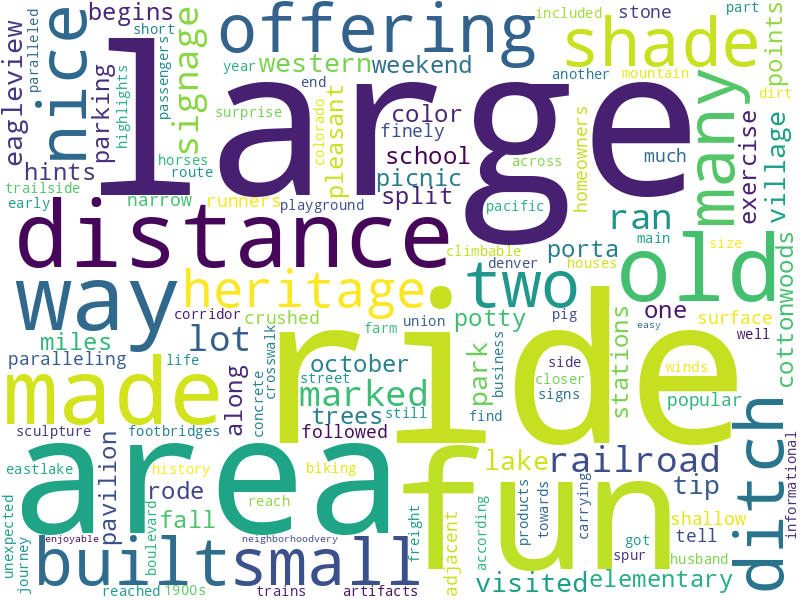 begins
short
offering
included
stone
part
points
eagleview
paralleled
nice
highlights
passengers
signage
year
western
weekend
shade
another
mountain
dirt
large
parking
surprise
end
colorado
pleasant
color
finely
school
picnic
split
across
much
homeowners
many
exercise
village
hints
horses
route
trailside
early
narrow
runners
playground
pacific
ran
main
size
distance
climbable
denver
houses
porta
old
cottonwoods
way
heritage
two
corridor
crushed
farm
union
potty
pig
one
surface
well
easy
miles
lot
paralleling
life
along
concrete
crosswalk
october
street
still
park
business
side
closer
signs
stations
winds
popular
made
marked
trees
followed
find
ride
ditch
sculpture
footbridges
eastlake
history
biking
reach
lake
railroad
informational
area
fun
pavilion
rode
fall
tip
shallow
tell
unexpected
journey
boulevard
enjoyable
neighborhoodvery
freight
adjacent
according
products
towards
carrying
got
spur
husband
built
small
visited
elementary
reached
1900s
trains
artifacts